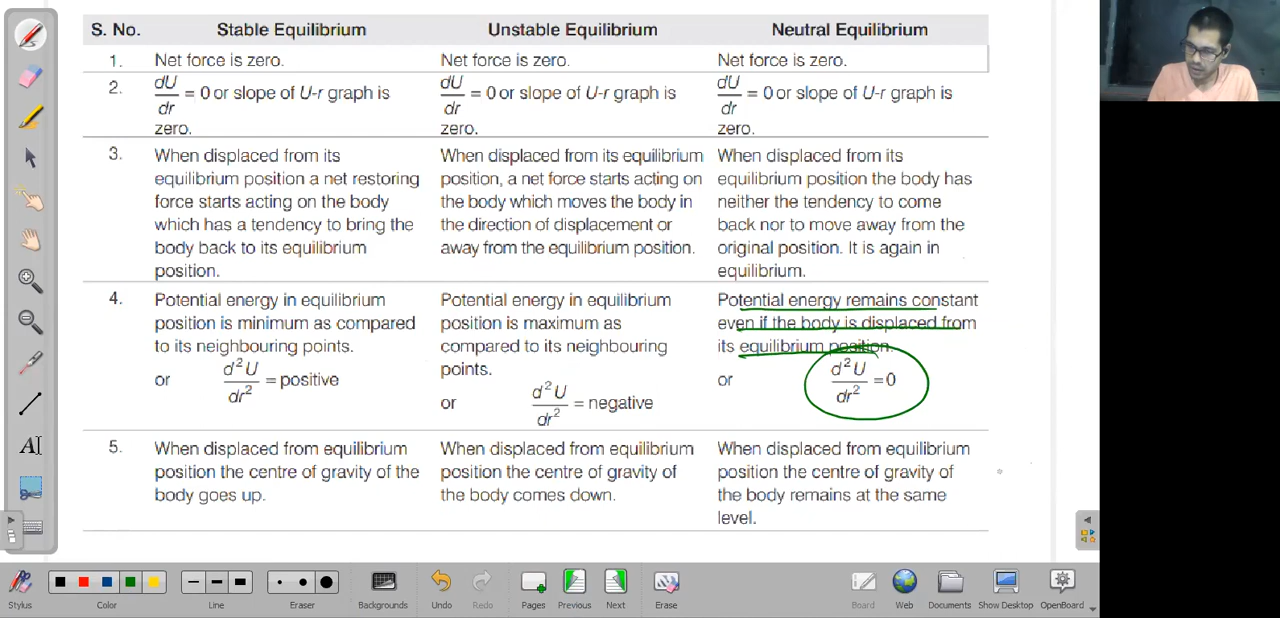 S. No. Stable Equilibrium Unstable Equilibrium Neutral Equilibrium
1. Net force is zero. Net force is zero. Net force is zero.
2. dU/dr = 0 or slope of U-r graph is zero. dU/dr = 0 or slope of U-r graph is zero. dU/dr = 0 or slope of U-r graph is zero.
3.
When displaced from its
equilibrium position a net restoring
force starts acting on the body
which has a tendency to bring the
body back to its equilibrium
position.
When displaced from its equilibrium
position, a net force starts acting on
the body which moves the body in
the direction of displacement or
away from the equilibrium position.
When displaced from its
equilibrium position the body has
neither the tendency to come
back nor to move away from the
original position. It is again in
equilibrium.
4.
Potential energy in equilibrium
position is minimum as compared
to its neighbouring points.
or d²U/dr² = positive
Potential energy in equilibrium
position is maximum as
compared to its neighbouring
points.
or d²U/dr² = negative
Potential energy remains constant
even if the body is displaced from
its equilibrium position.
or d²U/dr² = 0
5.
When displaced from equilibrium
position the centre of gravity of the
body goes up.
When displaced from equilibrium
position the centre of gravity of
the body comes down.
When displaced from equilibrium
position the centre of gravity of
the body remains at the same
level.
Stylus Color Line Eraser Backgrounds Undo Redo Pages Previous Next Erase Board Web Documents Show Desktop OpenBoard